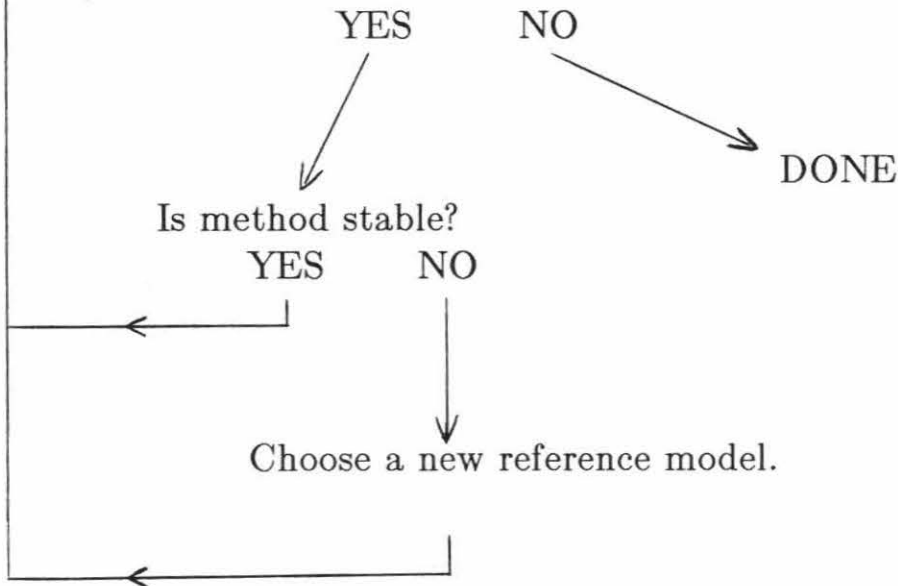 YES NO
DONE
Is method stable?
YES NO
Choose a new reference model.